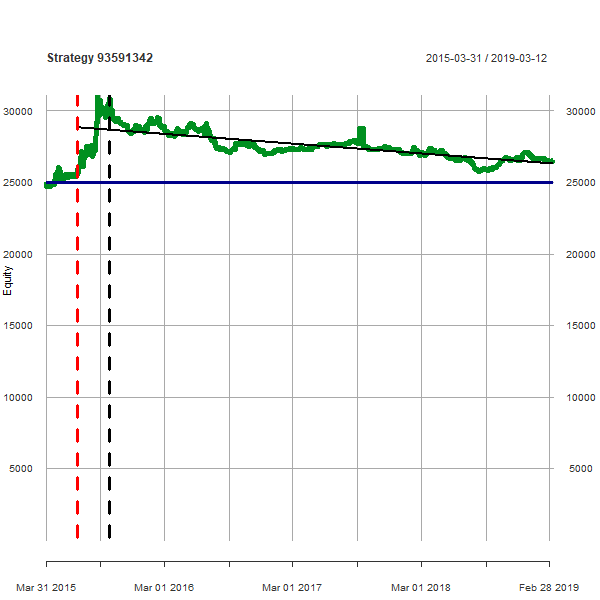 Strategy 93591342
2015-03-31 / 2019-03-12
30000
30000
25000
25000
20000
20000
Equity
15000
15000
10000
10000
5000
5000
Mar 31 2015
Mar 01 2016
Mar 01 2017
Mar 01 2018
Feb 28 2019